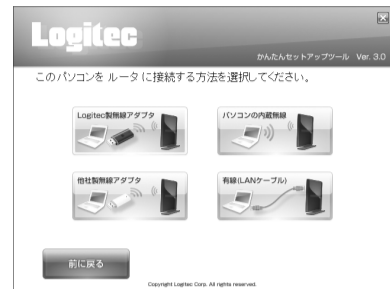 Logitec
かんたんセットアップツール Ver. 3.0
このパソコンを ルータ に接続する方法を選択してください。
Logitec製無線アダプタ
パソコンの内蔵無線
他社製無線アダプタ
有線(LANケーブル)
前に戻る
Copyright Logitec Corp. All rights reserved.